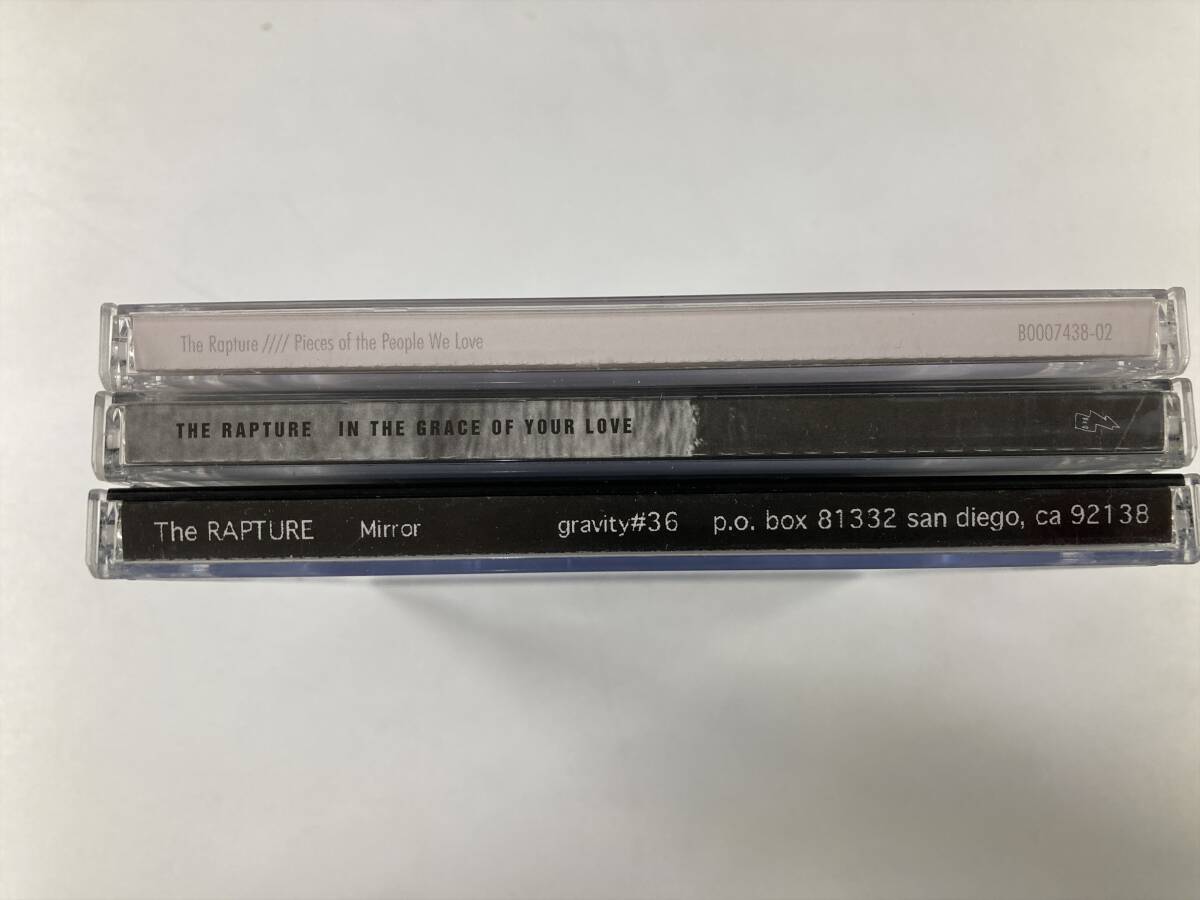 The Rapture //// Pieces of the People We Love B0007438-02
THE RAPTURE IN THE GRACE OF YOUR LOVE
The RAPTURE Mirror gravity#36 p.o. box 81332 san diego, ca 92138